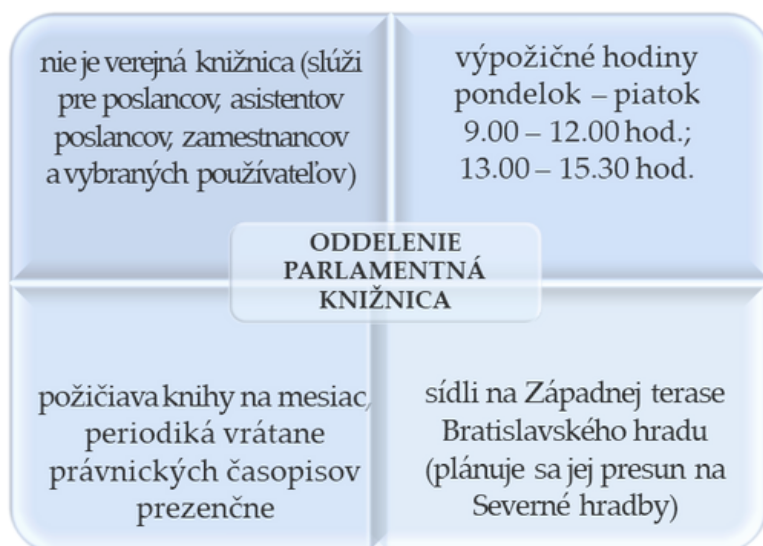 nie je verejná knižnica (slúži
pre poslancov, asistentov
poslancov, zamestnancov
a vybraných používateľov)
výpožičné hodiny
pondelok – piatok
9.00 – 12.00 hod.;
13.00 – 15.30 hod.
ODDELENIE
PARLAMENTNÁ
KNIŽNICA
požičiava knihy na mesiac,
periodiká vrátane
právnických časopisov
prezenčne
sídli na Západnej terase
Bratislavského hradu
(plánuje sa jej presun na
Severné hradby)